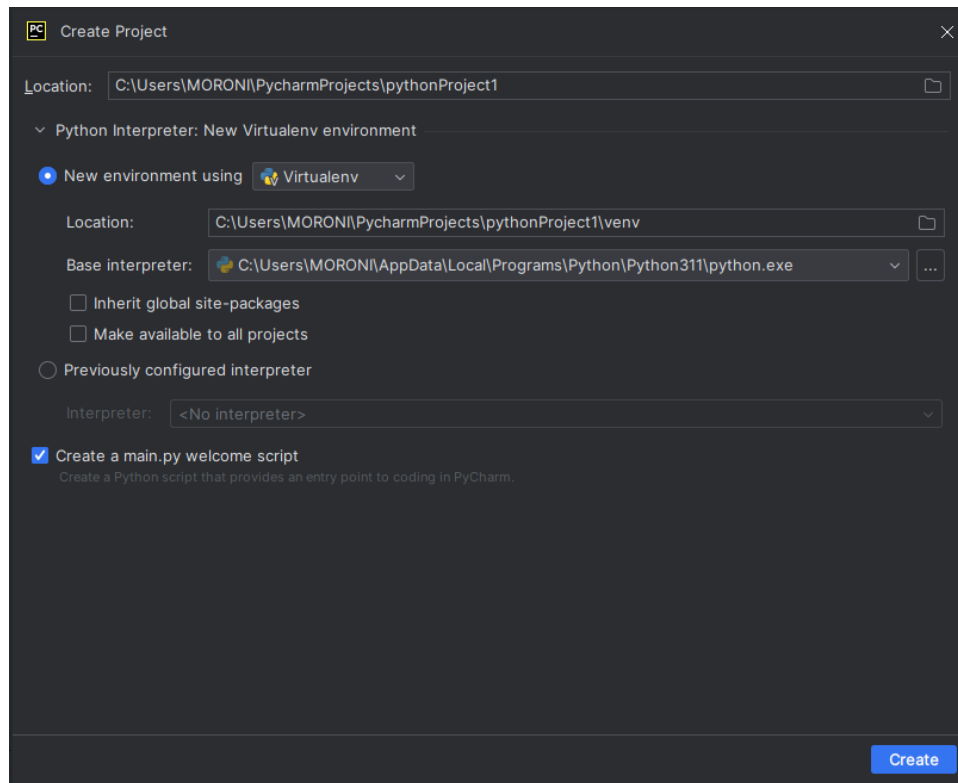 PC Create Project
Location: C:\Users\MORONI\PycharmProjects\pythonProject1
Python Interpreter: New Virtualenv environment
New environment using Virtualenv
Location: C:\Users\MORONI\PycharmProjects\pythonProject1\venv
Base interpreter: C:\Users\MORONI\AppData\Local\Programs\Python\Python311\python.exe ...
Inherit global site-packages
Make available to all projects
Previously configured interpreter
Interpreter: <No interpreter>
Create a main.py welcome script
Create a Python script that provides an entry point to coding in PyCharm.
Create